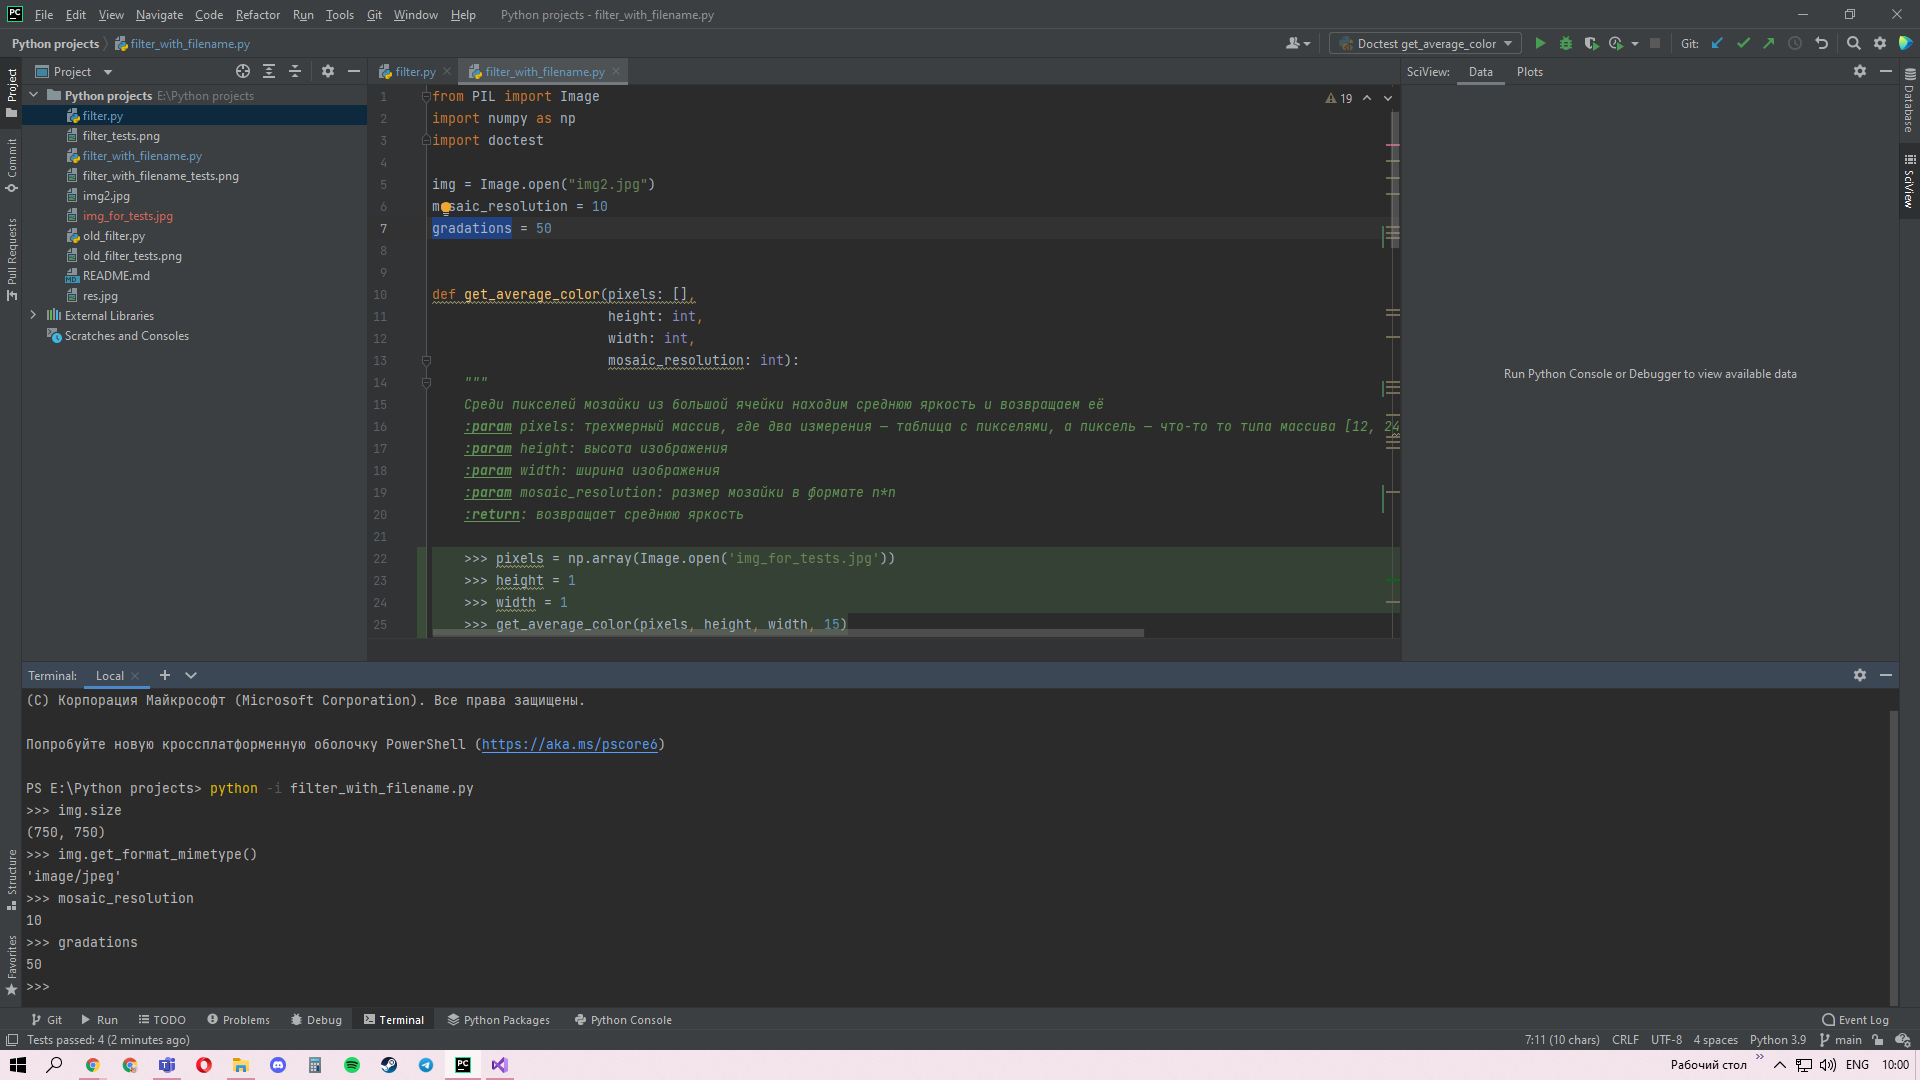 File Edit View Navigate Code Refactor Run Tools Git Window Help Python projects - filter_with_filename.py
Python projects filter_with_filename.py Doctest get_average_color Git:
Project filter.py filter_with_filename.py SciView: Data Plots
Project
Commit
Pull Requests
Structure
Favorites
Database
SciView
Python projects E:\Python projects
filter.py
filter_tests.png
filter_with_filename.py
filter_with_filename_tests.png
img2.jpg
img_for_tests.jpg
old_filter.py
old_filter_tests.png
README.md
res.jpg
External Libraries
Scratches and Consoles
19
1 from PIL import Image
2 import numpy as np
3 import doctest
4
5 img = Image.open("img2.jpg")
6 mosaic_resolution = 10
7 gradations = 50
8
9
10 def get_average_color(pixels: [],
11 height: int,
12 width: int,
13 mosaic_resolution: int):
14 """
15 Среди пикселей мозайки из большой ячейки находим среднюю яркость и возвращаем её
16 :param pixels: трехмерный массив, где два измерения – таблица с пикселями, а пиксель – что-то то типа массива [12, 24
17 :param height: высота изображения
18 :param width: ширина изображения
19 :param mosaic_resolution: размер мозайки в формате n*n
20 :return: возвращает среднюю яркость
21
22 >>> pixels = np.array(Image.open('img_for_tests.jpg'))
23 >>> height = 1
24 >>> width = 1
25 >>> get_average_color(pixels, height, width, 15)
Run Python Console or Debugger to view available data
Terminal: Local
(C) Корпорация Майкрософт (Microsoft Corporation). Все права защищены.
Попробуйте новую кроссплатформенную оболочку PowerShell (https://aka.ms/pscore6)
PS E:\Python projects> python -i filter_with_filename.py
>>> img.size
(750, 750)
>>> img.get_format_mimetype()
'image/jpeg'
>>> mosaic_resolution
10
>>> gradations
50
>>>
Git Run TODO Problems Debug Terminal Python Packages Python Console Event Log
Tests passed: 4 (2 minutes ago) 7:11 (10 chars) CRLF UTF-8 4 spaces Python 3.9 main
Рабочий стол ENG 10:00